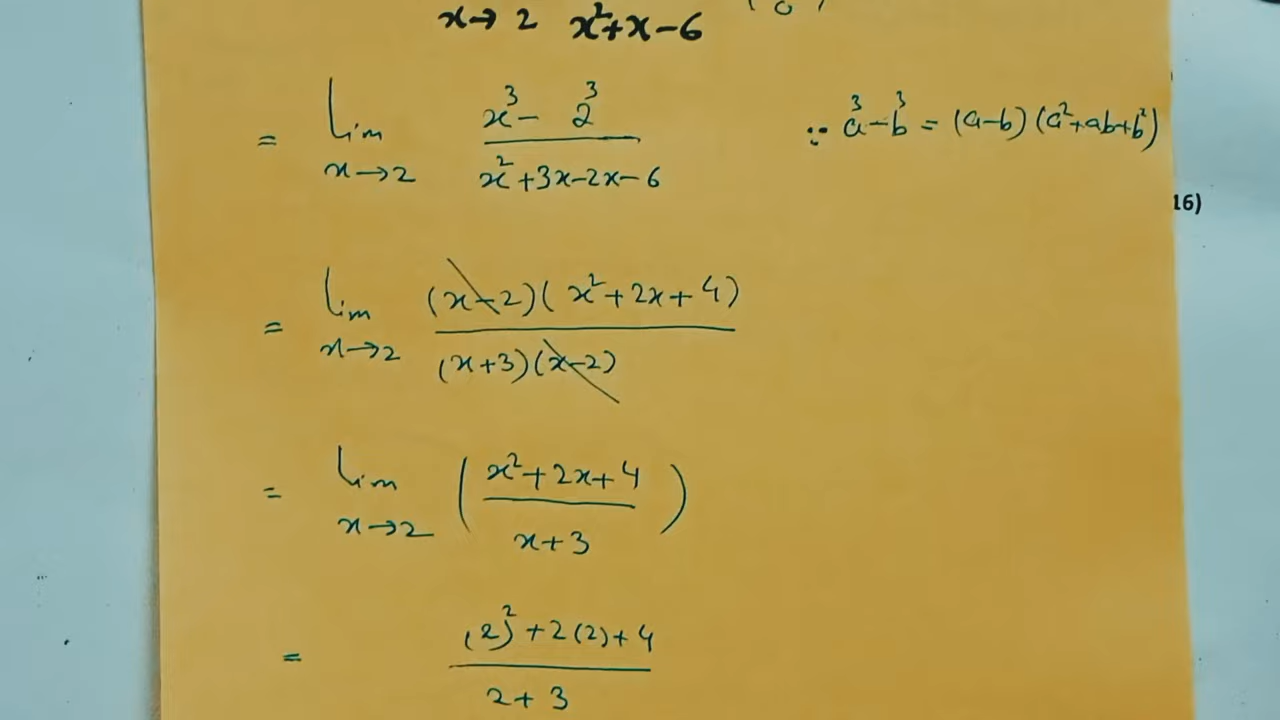 x→2 x²+x-6
= Lim x→2 (x³-2³)/(x²+3x-2x-6) ∵ a³-b³ = (a-b)(a²+ab+b²)
16)
= Lim x→2 (x-2)(x²+2x+4)/(x+3)(x-2)
= Lim x→2 ((x²+2x+4)/(x+3))
= ((2)²+2(2)+4)/(2+3)